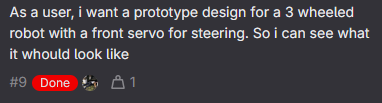 As a user, i want a prototype design for a 3 wheeled
robot with a front servo for steering. So i can see what
it whould look like
#9 Done 1